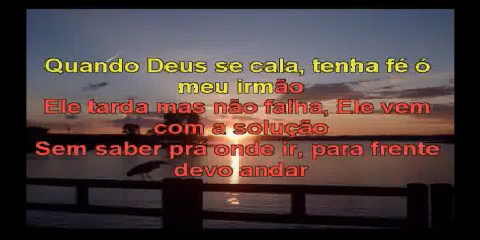 Quando Deus se cala, tenha fé ó
meu irmão
Ele tarda mas não falha, Ele vem
com a solução
Sem saber prá onde ir, para frente
devo andar